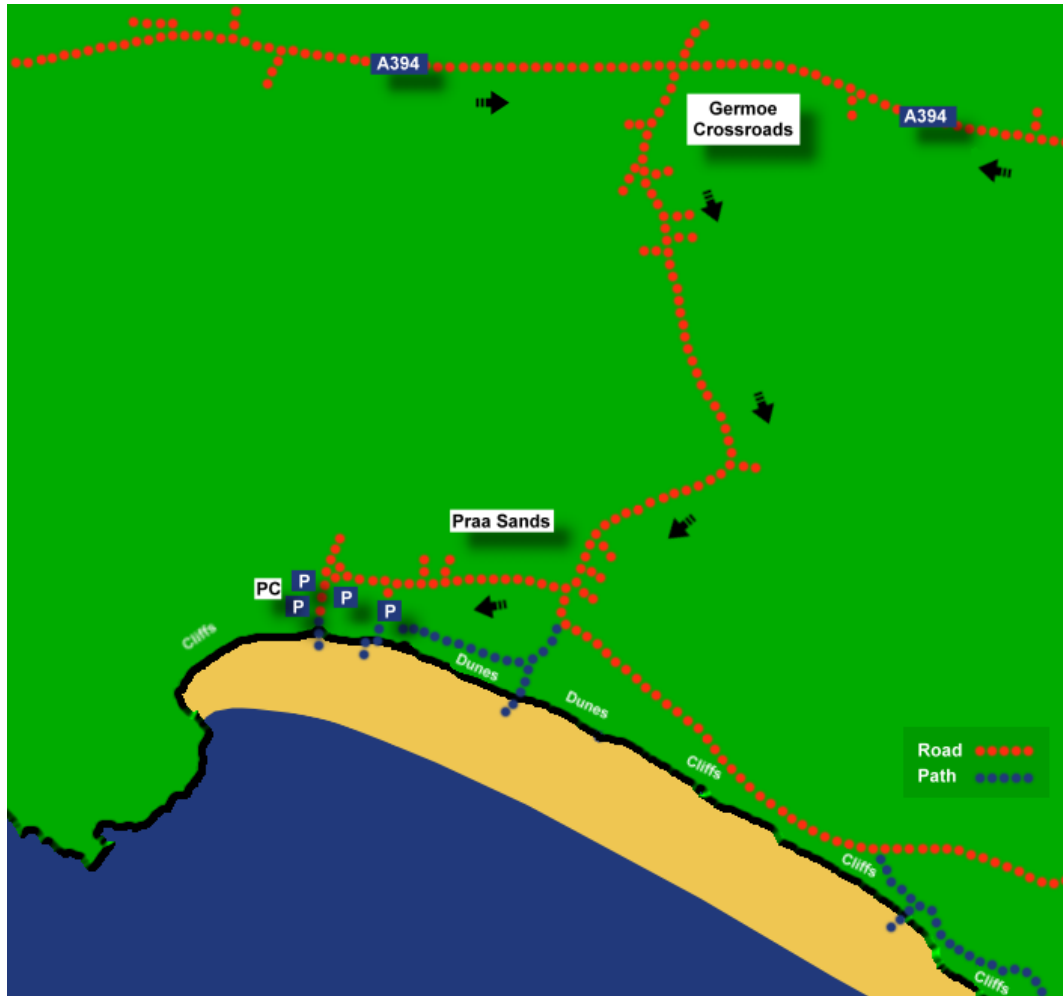 A394
Germoe
Crossroads
A394
Praa Sands
PC
P
P
P
P
Cliffs
Dunes
Dunes
Cliffs
Road
Path
Cliffs
Cliffs